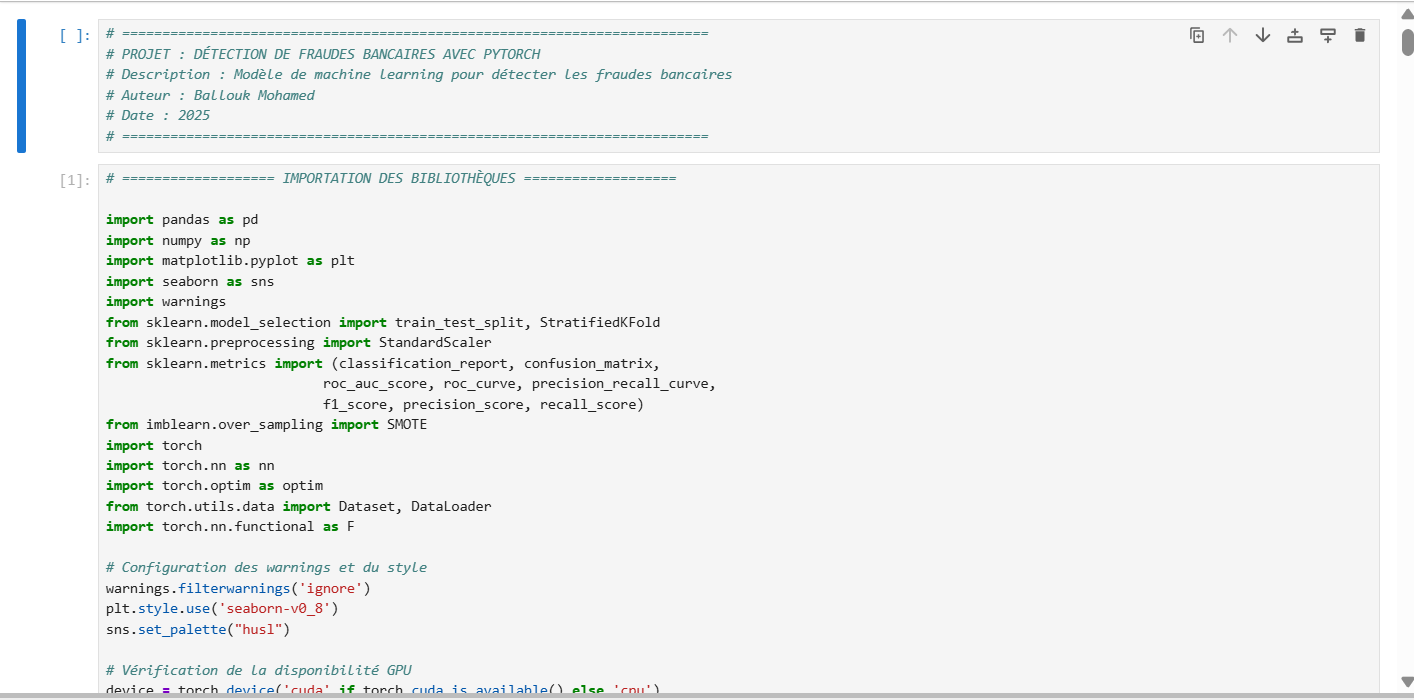 [ ]:
# =========================================================================
# PROJET : DÉTECTION DE FRAUDES BANCAIRES AVEC PYTORCH
# Description : Modèle de machine learning pour détecter les fraudes bancaires
# Auteur : Ballouk Mohamed
# Date : 2025
# =========================================================================
[1]:
# =================== IMPORTATION DES BIBLIOTHÈQUES ===================
import pandas as pd
import numpy as np
import matplotlib.pyplot as plt
import seaborn as sns
import warnings
from sklearn.model_selection import train_test_split, StratifiedKFold
from sklearn.preprocessing import StandardScaler
from sklearn.metrics import (classification_report, confusion_matrix,
                           roc_auc_score, roc_curve, precision_recall_curve,
                           f1_score, precision_score, recall_score)
from imblearn.over_sampling import SMOTE
import torch
import torch.nn as nn
import torch.optim as optim
from torch.utils.data import Dataset, DataLoader
import torch.nn.functional as F
# Configuration des warnings et du style
warnings.filterwarnings('ignore')
plt.style.use('seaborn-v0_8')
sns.set_palette("husl")
# Vérification de la disponibilité GPU
device = torch.device('cuda' if torch.cuda.is_available() else 'cpu')